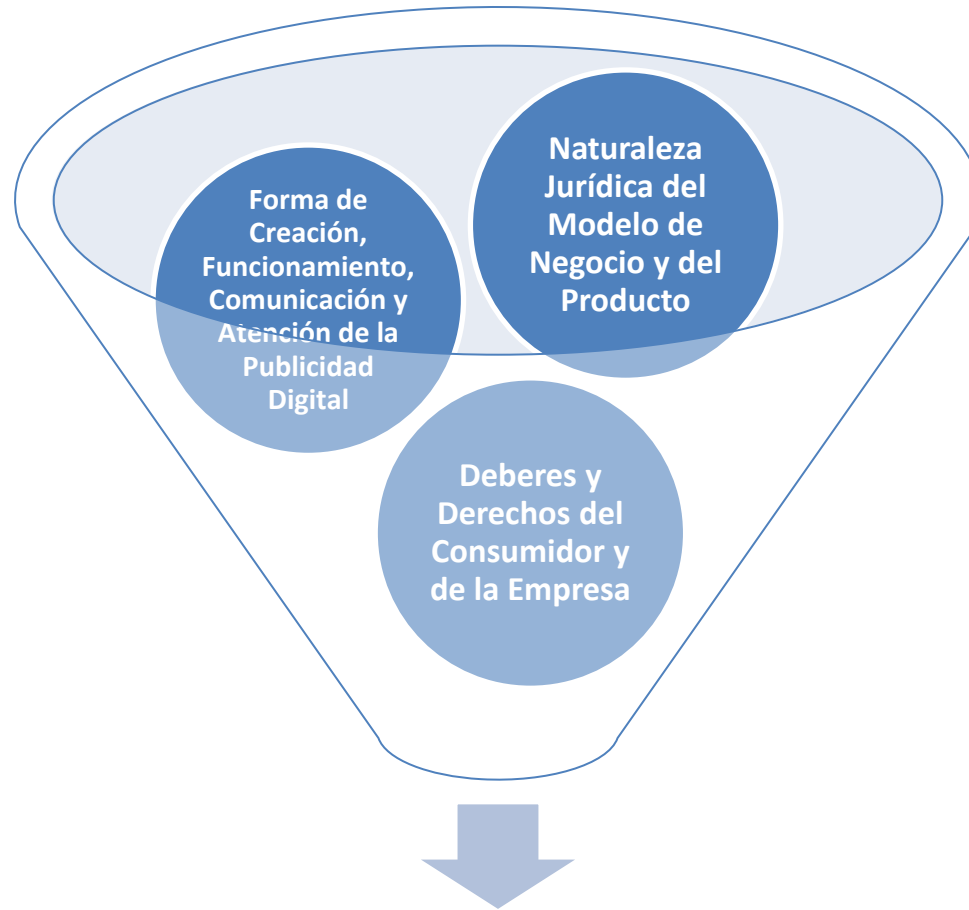 Forma de
Creación,
Funcionamiento,
Comunicación y
Atención de la
Publicidad
Digital
Naturaleza
Jurídica del
Modelo de
Negocio y del
Producto
Deberes y
Derechos del
Consumidor y
de la Empresa